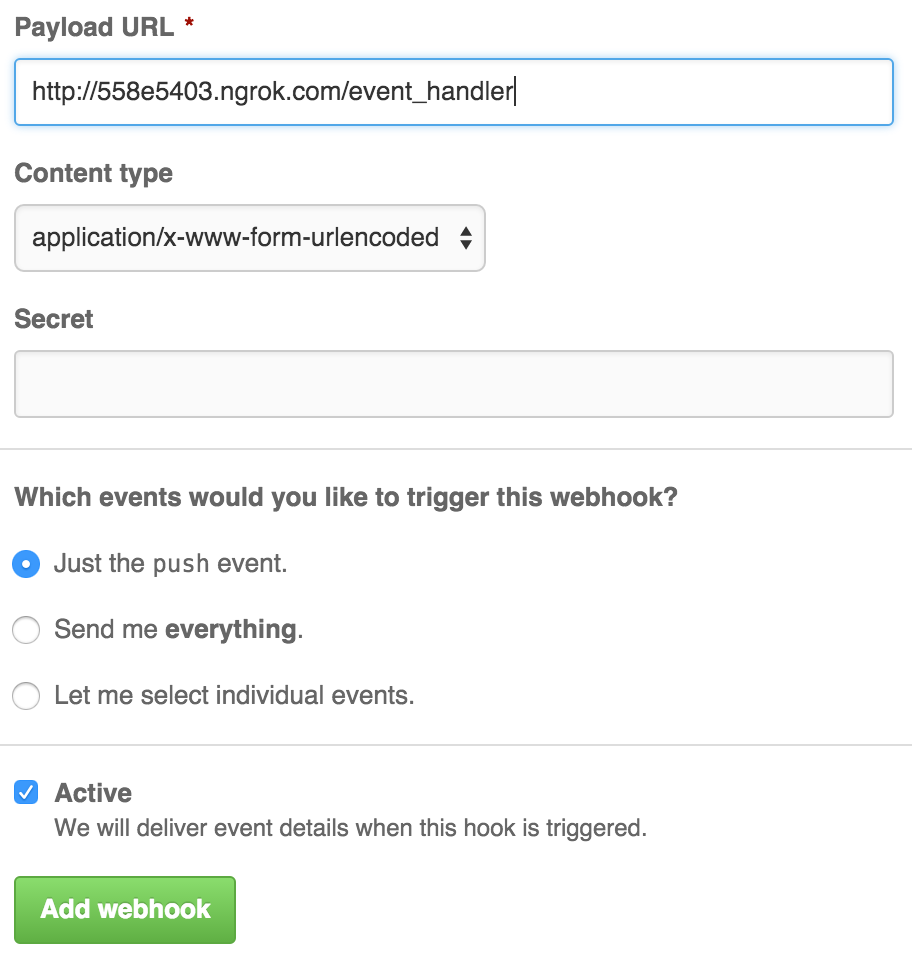 Payload URL *
http://558e5403.ngrok.com/event_handler
Content type
application/x-www-form-urlencoded
Secret
Which events would you like to trigger this webhook?
Just the push event.
Send me everything.
Let me select individual events.
Active
We will deliver event details when this hook is triggered.
Add webhook